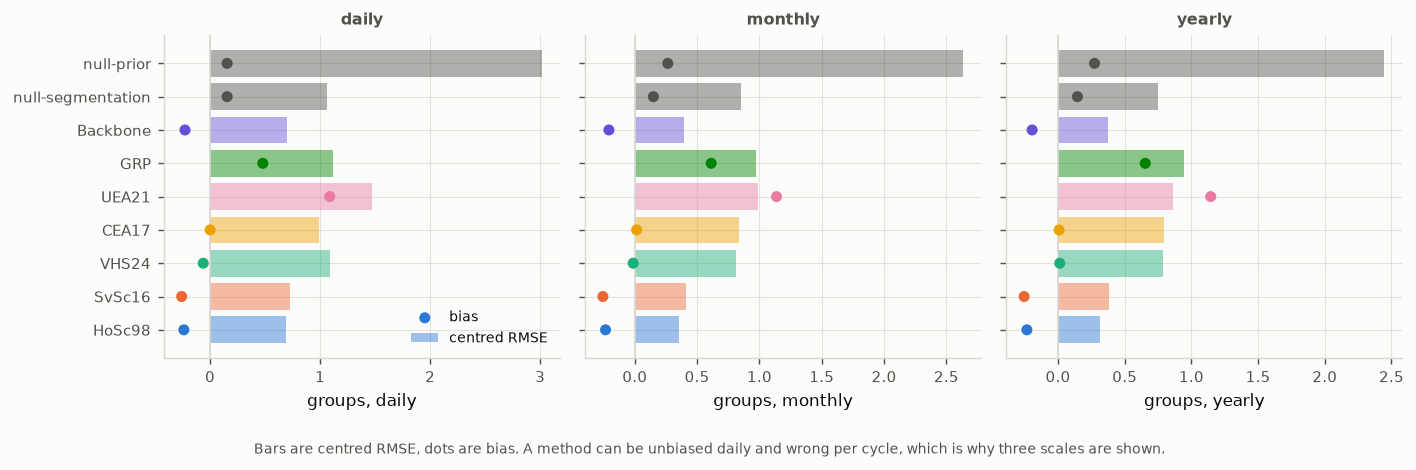 daily
monthly
yearly
null-prior
null-segmentation
Backbone
GRP
UEA21
CEA17
VHS24
SvSc16
HoSc98
bias
centred RMSE
0 1 2 3
0.0 0.5 1.0 1.5 2.0 2.5
0.0 0.5 1.0 1.5 2.0 2.5
groups, daily
groups, monthly
groups, yearly
Bars are centred RMSE, dots are bias. A method can be unbiased daily and wrong per cycle, which is why three scales are shown.